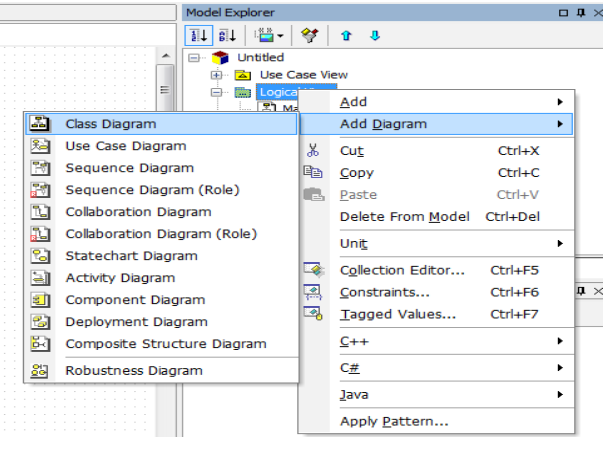 Model Explorer
Untitled
Use Case View
Logical
Ma
Add
Add Diagram
Cut Ctrl+X
Copy Ctrl+C
Paste Ctrl+V
Delete From Model Ctrl+Del
Unit
Collection Editor... Ctrl+F5
Constraints... Ctrl+F6
Tagged Values... Ctrl+F7
C++
C#
Java
Apply Pattern...
Class Diagram
Use Case Diagram
Sequence Diagram
Sequence Diagram (Role)
Collaboration Diagram
Collaboration Diagram (Role)
Statechart Diagram
Activity Diagram
Component Diagram
Deployment Diagram
Composite Structure Diagram
Robustness Diagram